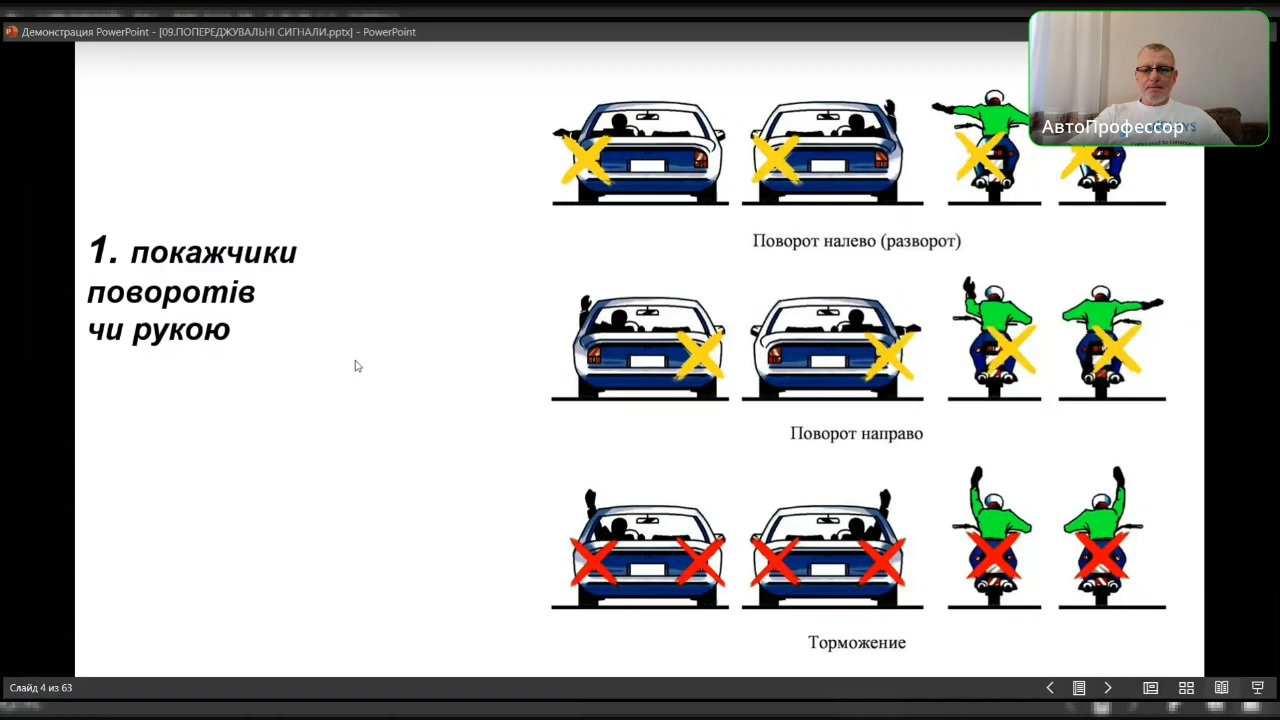 Демонстрация PowerPoint - [09.ПОПЕРЕДЖУВАЛЬНІ СИГНАЛИ.pptx] - PowerPoint
АвтоПрофессор
Поворот налево (разворот)
1. покажчики
поворотів
чи рукою
Поворот направо
Торможение
Слайд 4 из 63